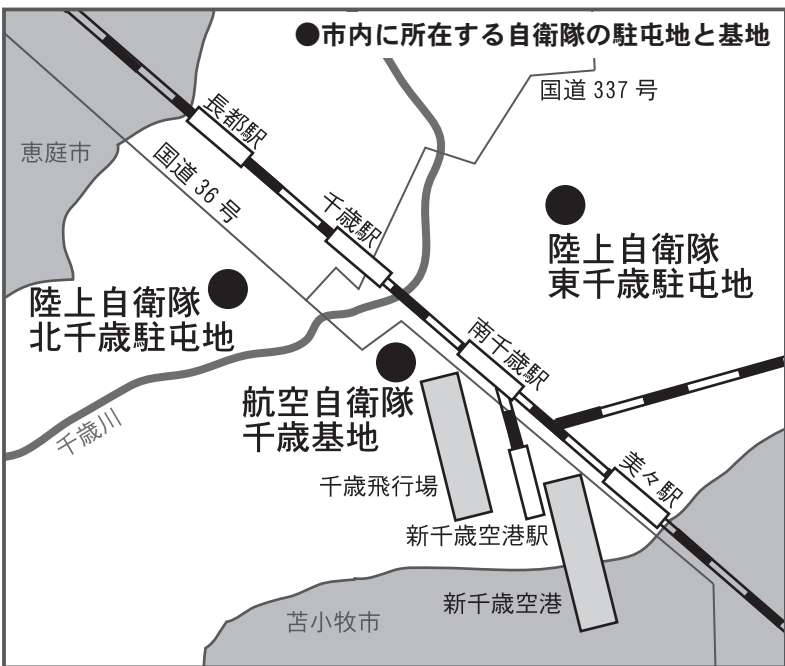 ●市内に所在する自衛隊の駐屯地と基地
国道 337 号
長都駅
恵庭市
国道 36 号
千歳駅
陸上自衛隊
東千歳駐屯地
陸上自衛隊
北千歳駐屯地
南千歳駅
航空自衛隊
千歳基地
千歳川
美々駅
千歳飛行場
新千歳空港駅
新千歳空港
苫小牧市